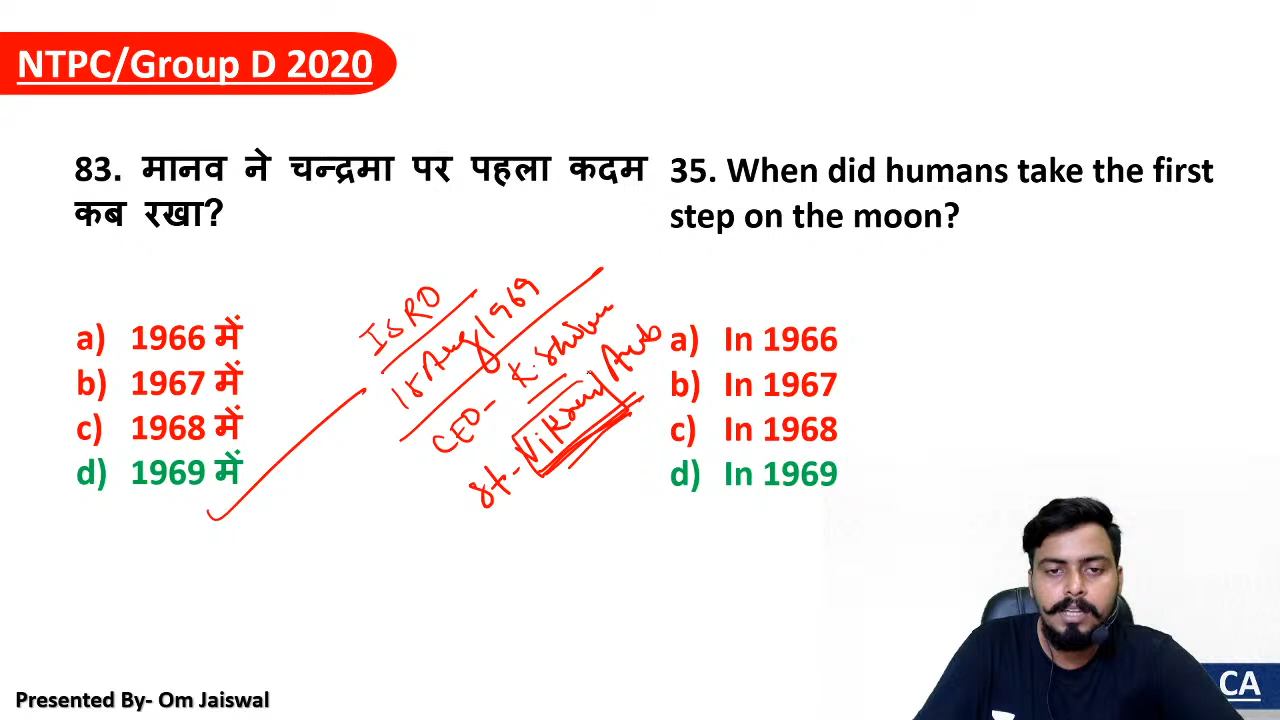 NTPC/Group D 2020
83. मानव ने चन्द्रमा पर पहला कदम
कब रखा?
a) 1966 में
b) 1967 में
c) 1968 में
d) 1969 में
ISRO
15 Aug 1969
CEO- K. Shivan
St- Vikram
35. When did humans take the first
step on the moon?
a) In 1966
b) In 1967
c) In 1968
d) In 1969
CA
Presented By- Om Jaiswal